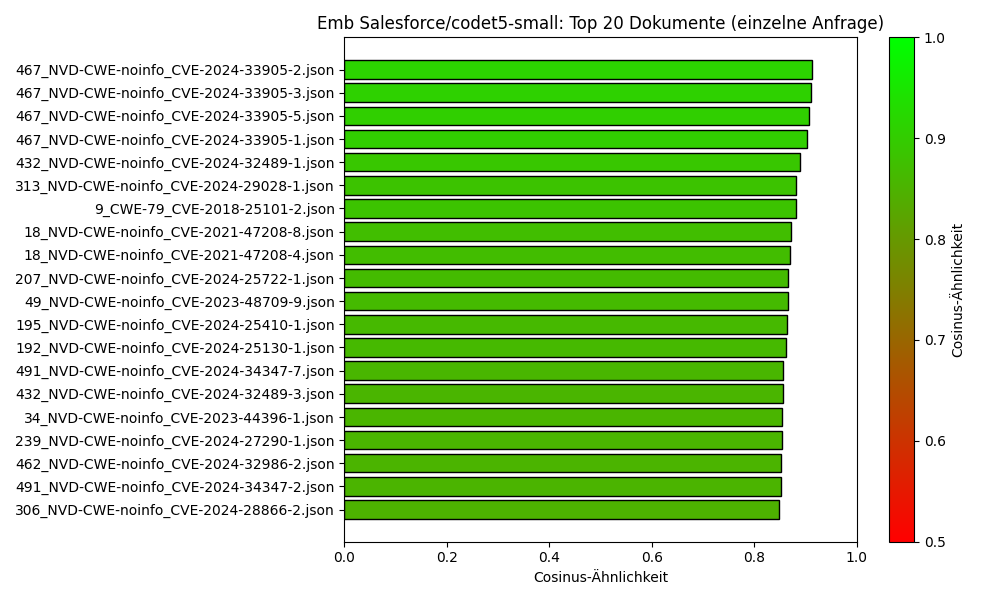 Emb Salesforce/codet5-small: Top 20 Dokumente (einzelne Anfrage)
467_NVD-CWE-noinfo_CVE-2024-33905-2.json
467_NVD-CWE-noinfo_CVE-2024-33905-3.json
467_NVD-CWE-noinfo_CVE-2024-33905-5.json
467_NVD-CWE-noinfo_CVE-2024-33905-1.json
432_NVD-CWE-noinfo_CVE-2024-32489-1.json
313_NVD-CWE-noinfo_CVE-2024-29028-1.json
9_CWE-79_CVE-2018-25101-2.json
18_NVD-CWE-noinfo_CVE-2021-47208-8.json
18_NVD-CWE-noinfo_CVE-2021-47208-4.json
207_NVD-CWE-noinfo_CVE-2024-25722-1.json
49_NVD-CWE-noinfo_CVE-2023-48709-9.json
195_NVD-CWE-noinfo_CVE-2024-25410-1.json
192_NVD-CWE-noinfo_CVE-2024-25130-1.json
491_NVD-CWE-noinfo_CVE-2024-34347-7.json
432_NVD-CWE-noinfo_CVE-2024-32489-3.json
34_NVD-CWE-noinfo_CVE-2023-44396-1.json
239_NVD-CWE-noinfo_CVE-2024-27290-1.json
462_NVD-CWE-noinfo_CVE-2024-32986-2.json
491_NVD-CWE-noinfo_CVE-2024-34347-2.json
306_NVD-CWE-noinfo_CVE-2024-28866-2.json
0.0 0.2 0.4 0.6 0.8 1.0
Cosinus-Ähnlichkeit
1.0
0.9
0.8
0.7
0.6
0.5
Cosinus-Ähnlichkeit